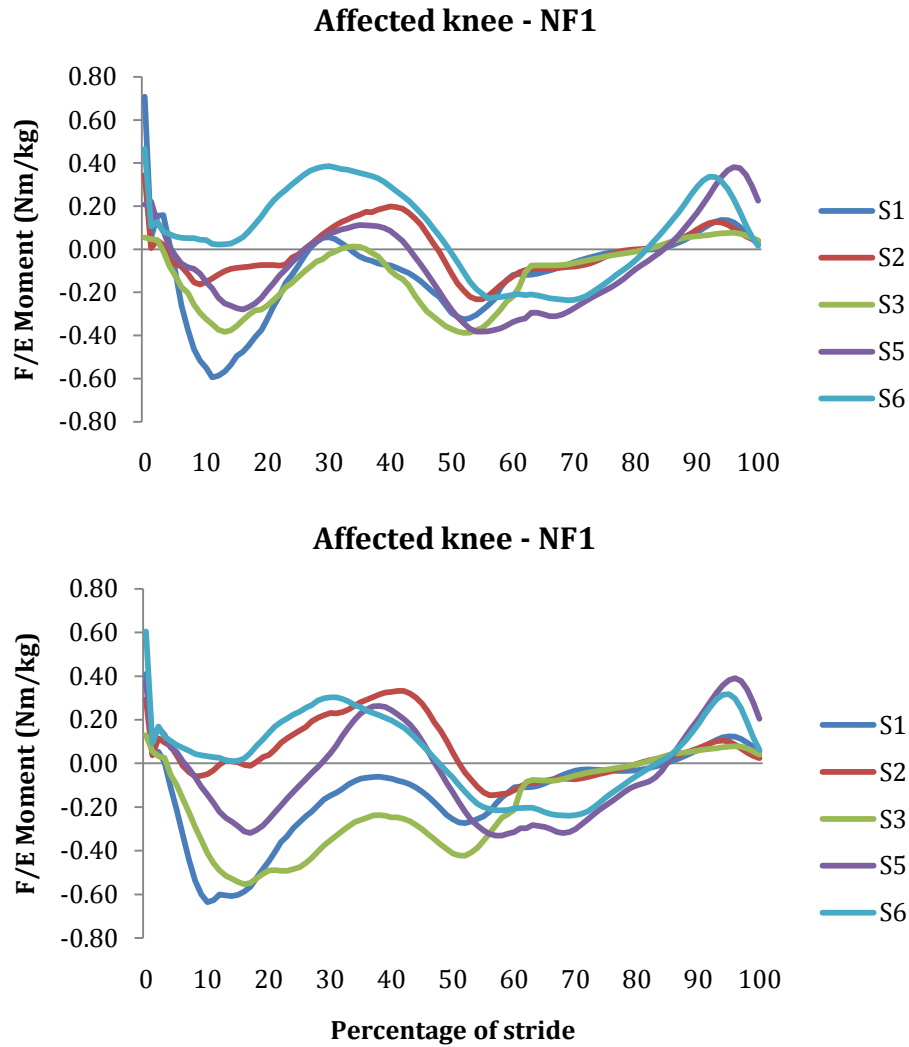 Affected knee - NF1
F/E Moment (Nm/kg)
0.80
0.60
0.40
0.20
0.00
-0.20
-0.40
-0.60
-0.80
0 10 20 30 40 50 60 70 80 90 100
S1
S2
S3
S5
S6
Affected knee - NF1
F/E Moment (Nm/kg)
0.80
0.60
0.40
0.20
0.00
-0.20
-0.40
-0.60
-0.80
0 10 20 30 40 50 60 70 80 90 100
Percentage of stride
S1
S2
S3
S5
S6